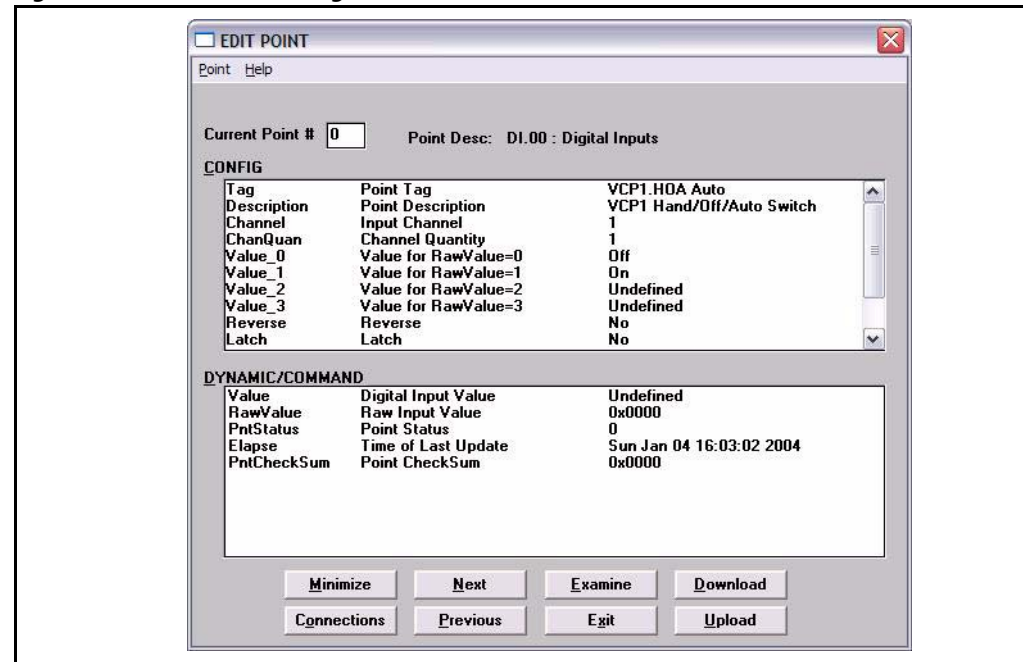 EDIT POINT
Point Help
Current Point # 0 Point Desc: DI.00 : Digital Inputs
CONFIG
Tag Point Tag VCP1.HOA Auto
Description Point Description VCP1 Hand/Off/Auto Switch
Channel Input Channel 1
ChanQuan Channel Quantity 1
Value_0 Value for RawValue=0 Off
Value_1 Value for RawValue=1 On
Value_2 Value for RawValue=2 Undefined
Value_3 Value for RawValue=3 Undefined
Reverse Reverse No
Latch Latch No
DYNAMIC/COMMAND
Value Digital Input Value Undefined
RawValue Raw Input Value 0x0000
PntStatus Point Status 0
Elapse Time of Last Update Sun Jan 04 16:03:02 2004
PntCheckSum Point CheckSum 0x0000
Minimize Next Examine Download
Connections Previous Exit Upload